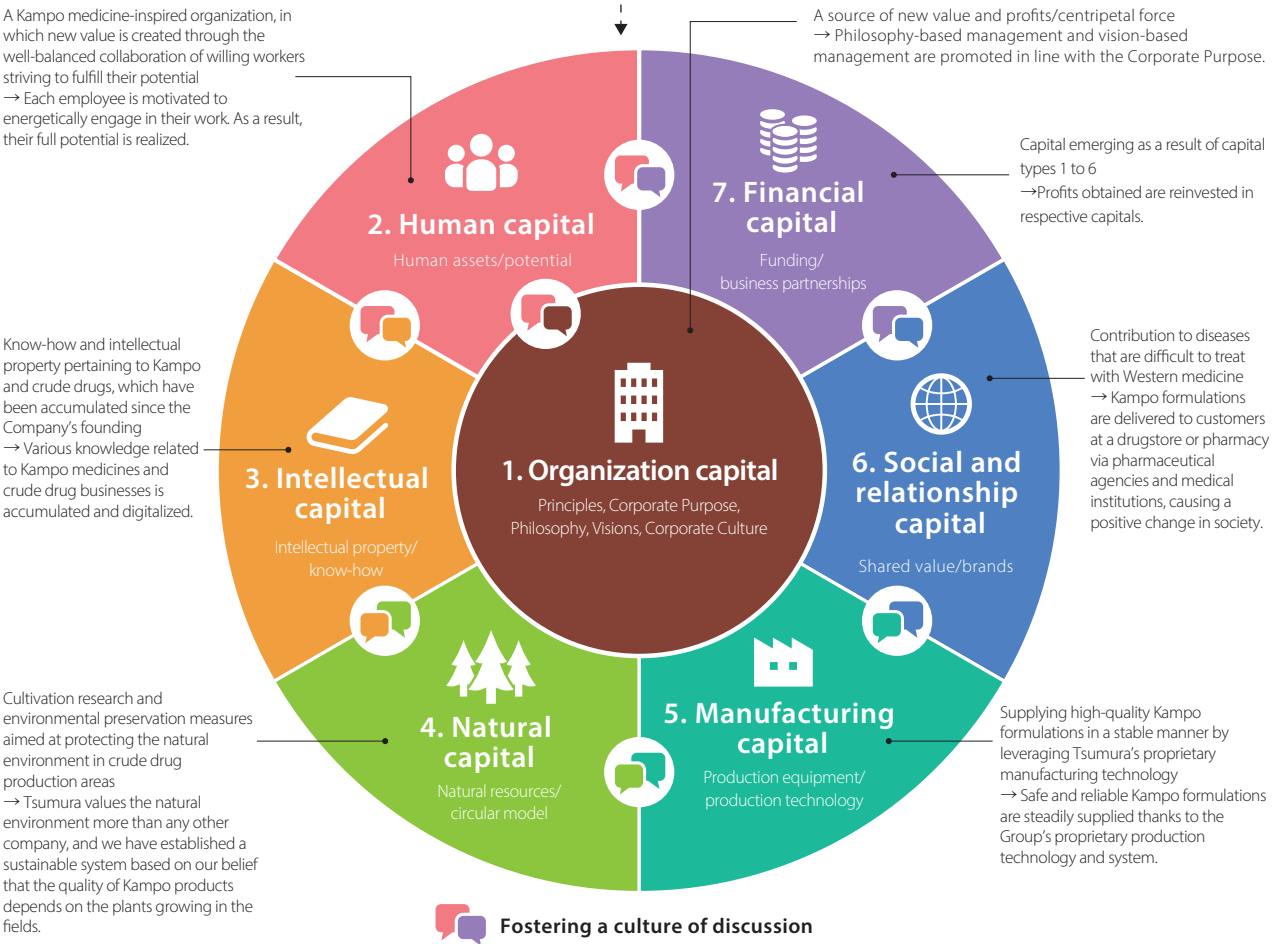 A Kampo medicine-inspired organization, in
which new value is created through the
well-balanced collaboration of willing workers
striving to fulfill their potential
→ Each employee is motivated to
energetically engage in their work. As a result,
their full potential is realized.
A source of new value and profits/centripetal force
→ Philosophy-based management and vision-based
management are promoted in line with the Corporate Purpose.
2. Human capital
Human assets/potential
7. Financial
capital
Funding/
business partnerships
Capital emerging as a result of capital
types 1 to 6
→Profits obtained are reinvested in
respective capitals.
Know-how and intellectual
property pertaining to Kampo
and crude drugs, which have
been accumulated since the
Company's founding
→ Various knowledge related
to Kampo medicines and
crude drug businesses is
accumulated and digitalized.
3. Intellectual
capital
Intellectual property/
know-how
1. Organization capital
Principles, Corporate Purpose,
Philosophy, Visions, Corporate Culture
6. Social and
relationship
capital
Shared value/brands
Contribution to diseases
that are difficult to treat
with Western medicine
→ Kampo formulations
are delivered to customers
at a drugstore or pharmacy
via pharmaceutical
agencies and medical
institutions, causing a
positive change in society.
Cultivation research and
environmental preservation measures
aimed at protecting the natural
environment in crude drug
production areas
→ Tsumura values the natural
environment more than any other
company, and we have established a
sustainable system based on our belief
that the quality of Kampo products
depends on the plants growing in the
fields.
4. Natural
capital
Natural resources/
circular model
5. Manufacturing
capital
Production equipment/
production technology
Supplying high-quality Kampo
formulations in a stable manner by
leveraging Tsumura's proprietary
manufacturing technology
→ Safe and reliable Kampo formulations
are steadily supplied thanks to the
Group's proprietary production
technology and system.
Fostering a culture of discussion